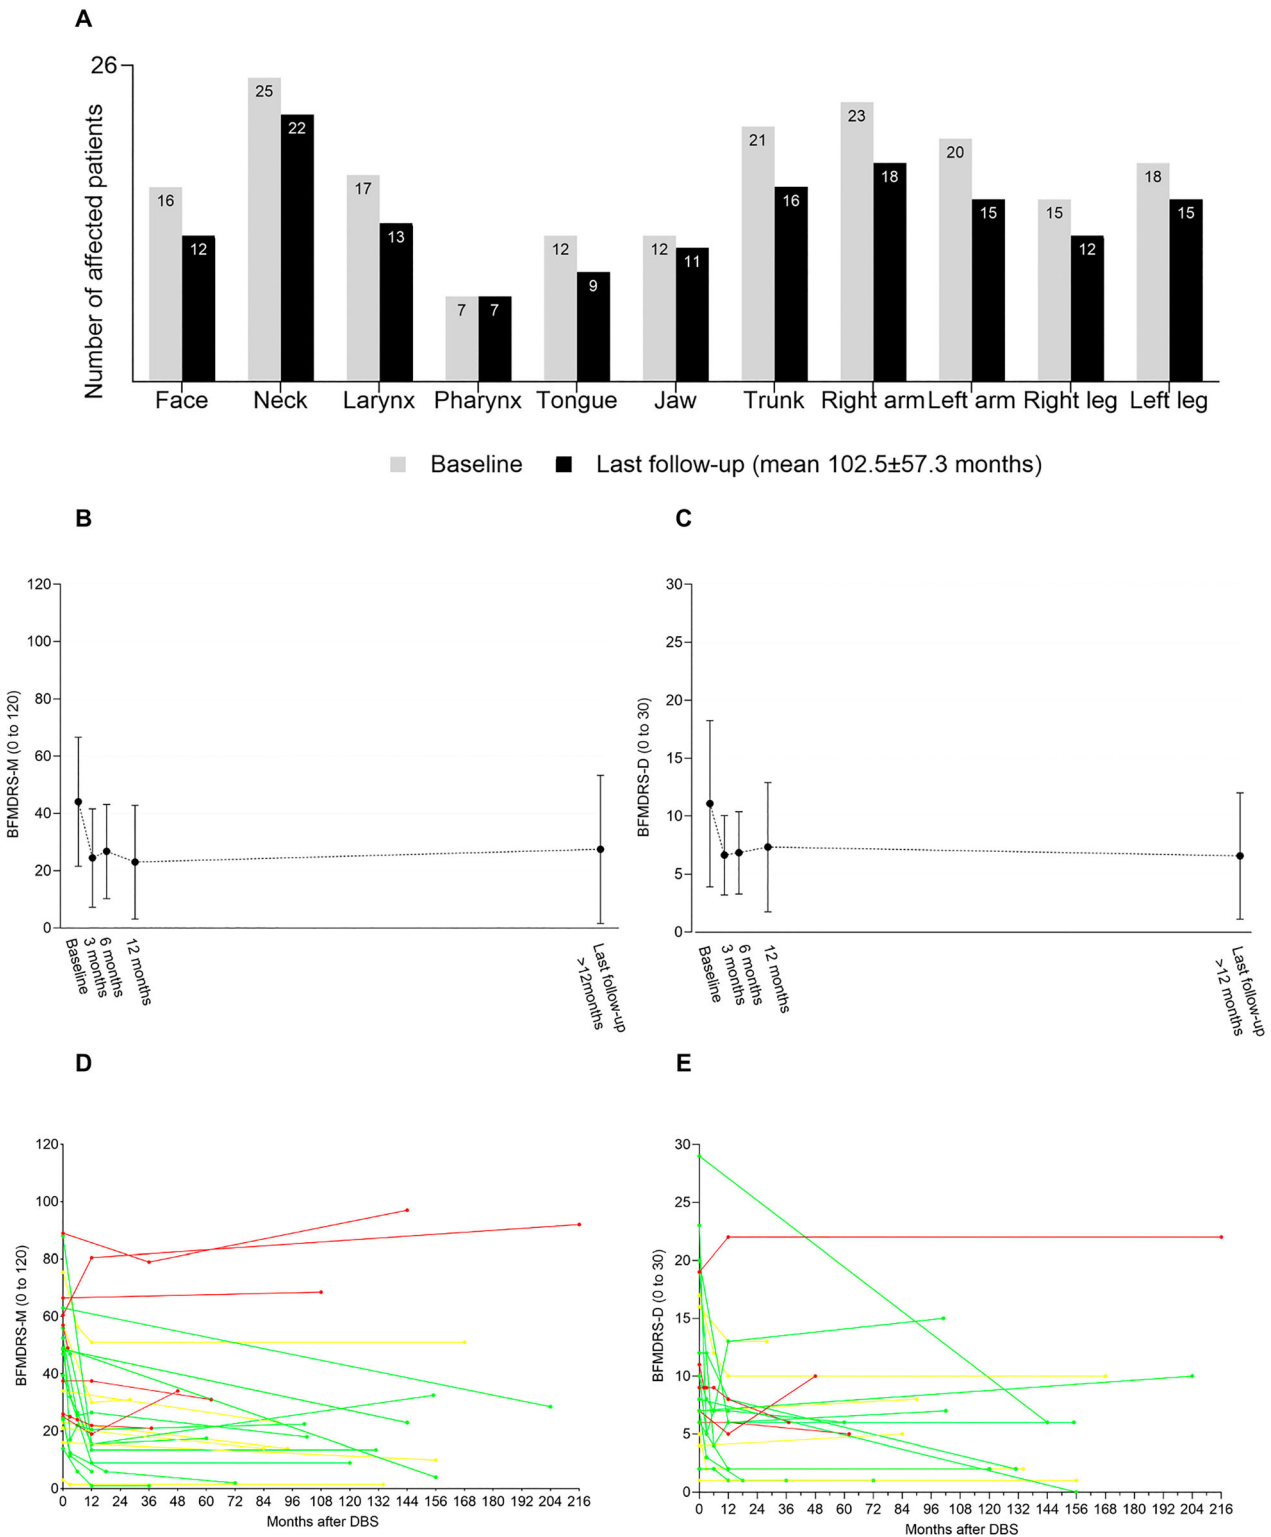 A
26
Number of affected patients
25
22
16
12
17
13
7
7
12
9
12
11
21
16
23
18
20
15
15
12
18
15
Face Neck Larynx Pharynx Tongue Jaw Trunk Right arm Left arm Right leg Left leg
Baseline Last follow-up (mean 102.5±57.3 months)
B
BFMDRS-M (0 to 120)
120
100
80
60
40
20
0
Baseline
3 months
6 months
12 months
Last follow-up
>12months
C
BFMDRS-D (0 to 30)
30
25
20
15
10
5
0
Baseline
3 months
6 months
12 months
Last follow-up
>12 months
D
BFMDRS-M (0 to 120)
120
100
80
60
40
20
0
0 12 24 36 48 60 72 84 96 108 120 132 144 156 168 180 192 204 216
Months after DBS
E
BFMDRS-D (0 to 30)
30
25
20
15
10
5
0
0 12 24 36 48 60 72 84 96 108 120 132 144 156 168 180 192 204 216
Months after DBS